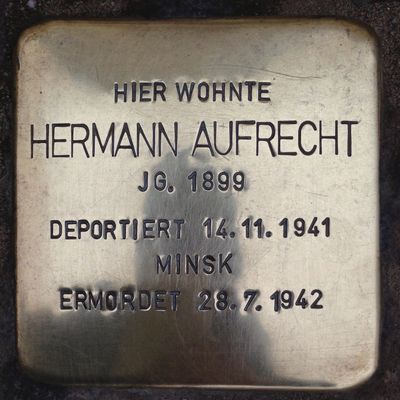 HIER WOHNTE
HERMANN AUFRECHT
JG. 1899
DEPORTIERT 14.11.1941
MINSK
ERMORDET 28.7.1942